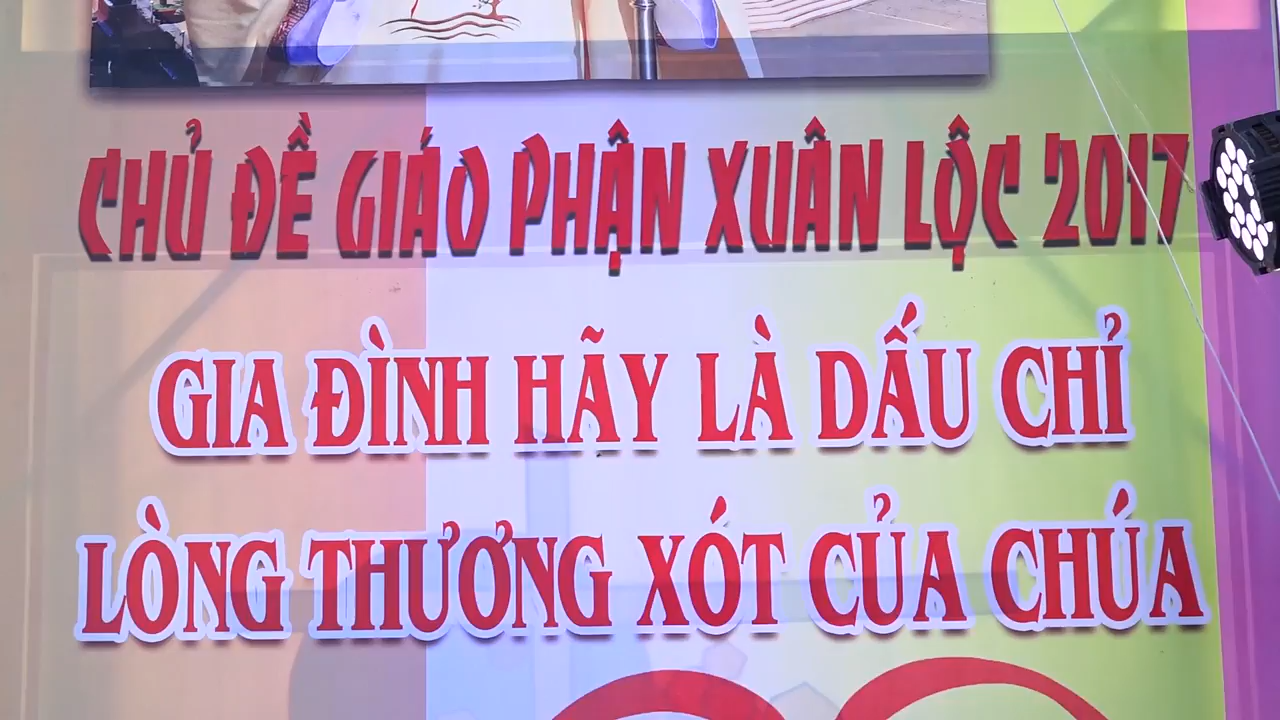 CHỦ ĐỀ GIÁO PHẬN XUÂN LỘC 2017
GIA ĐÌNH HÃY LÀ DẤU CHỈ
LÒNG THƯƠNG XÓT CỦA CHÚA